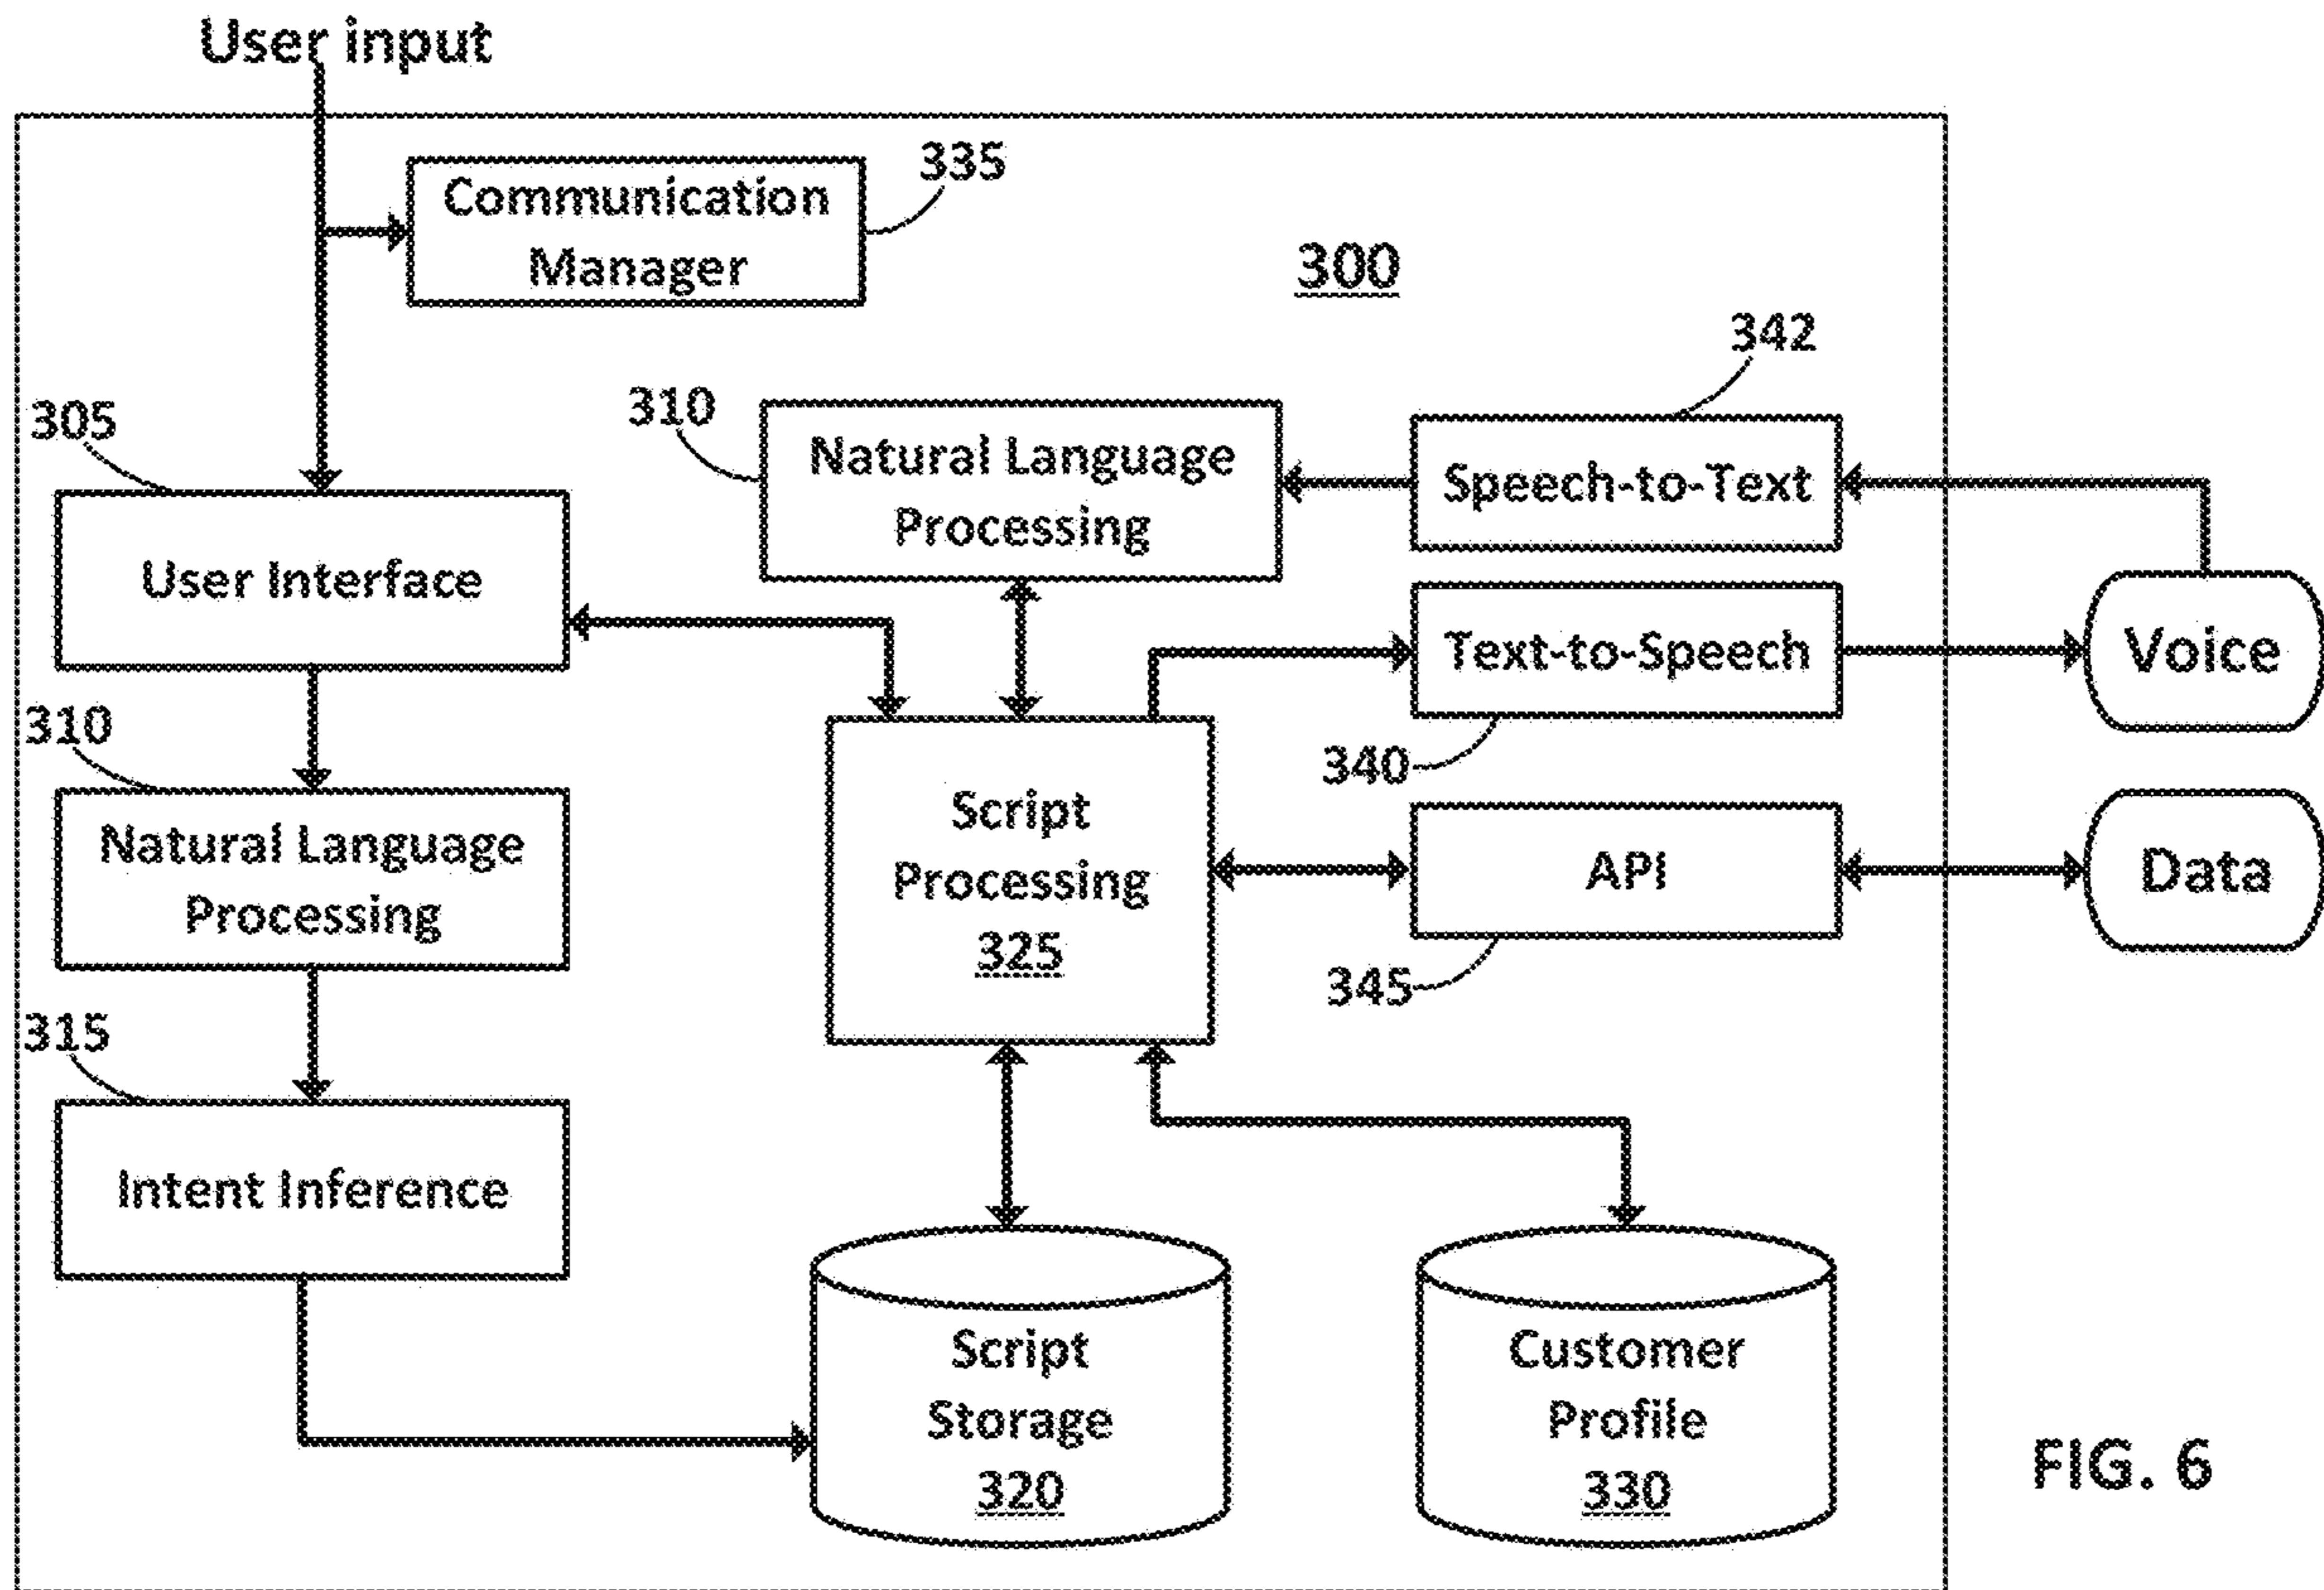 User input
Communication
Manager
335
300
342
305
310
Natural Language
Processing
Speech-to-Text
User Interface
Text-to-Speech
Voice
310
340
Natural Language
Processing
Script
Processing
325
API
Data
345
315
Intent Inference
Script
Storage
320
Customer
Profile
330
FIG. 6